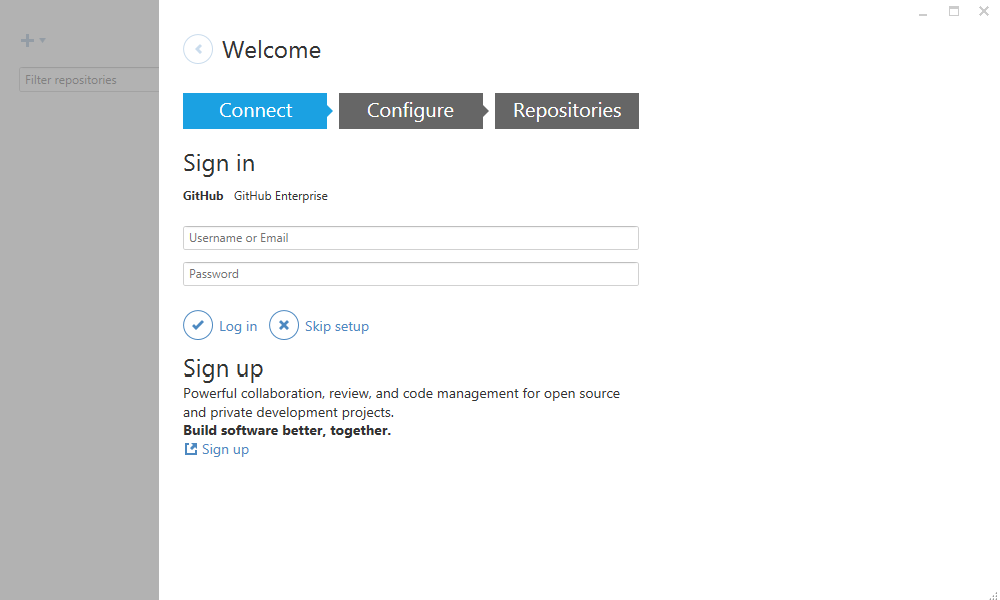 Filter repositories
Welcome
Connect
Configure
Repositories
Sign in
GitHub GitHub Enterprise
Username or Email
Password
Log in
Skip setup
Sign up
Powerful collaboration, review, and code management for open source
and private development projects.
Build software better, together.
Sign up